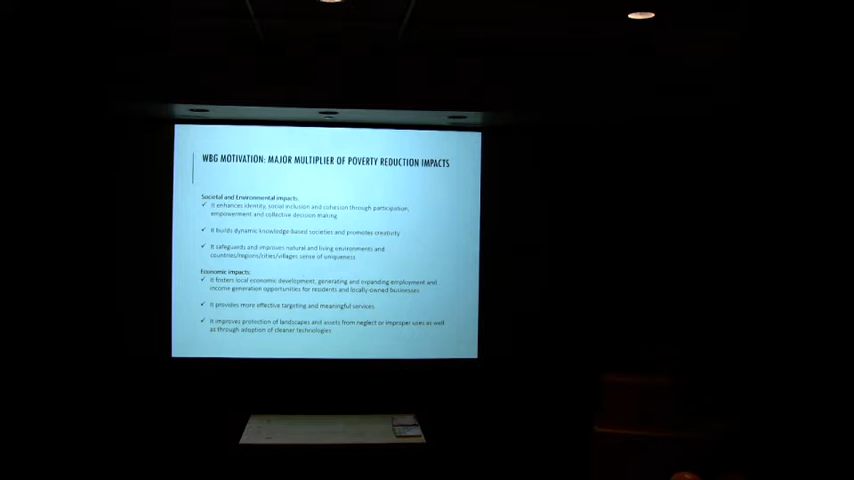 WBG MOTIVATION: MAJOR MULTIPLIER OF POVERTY REDUCTION IMPACTS
Societal and Environmental impacts:
✓ It enhances identity, social inclusion and cohesion through participation,
empowerment and collective decision making
✓ It builds dynamic knowledge-based societies and promotes creativity
✓ It safeguards and improves natural and living environments and
countries/regions/cities/villages sense of uniqueness
Economic impacts:
✓ It fosters local economic development, generating and expanding employment and
income generation opportunities for residents and locally-owned businesses
✓ It provides more effective targeting and meaningful services
✓ It improves protection of landscapes and assets from neglect or improper uses as well
as through adoption of cleaner technologies